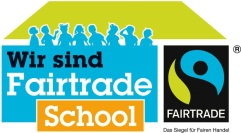 Wir sind
Fairtrade
School
®
FAIRTRADE
Das Siegel für Fairen Handel